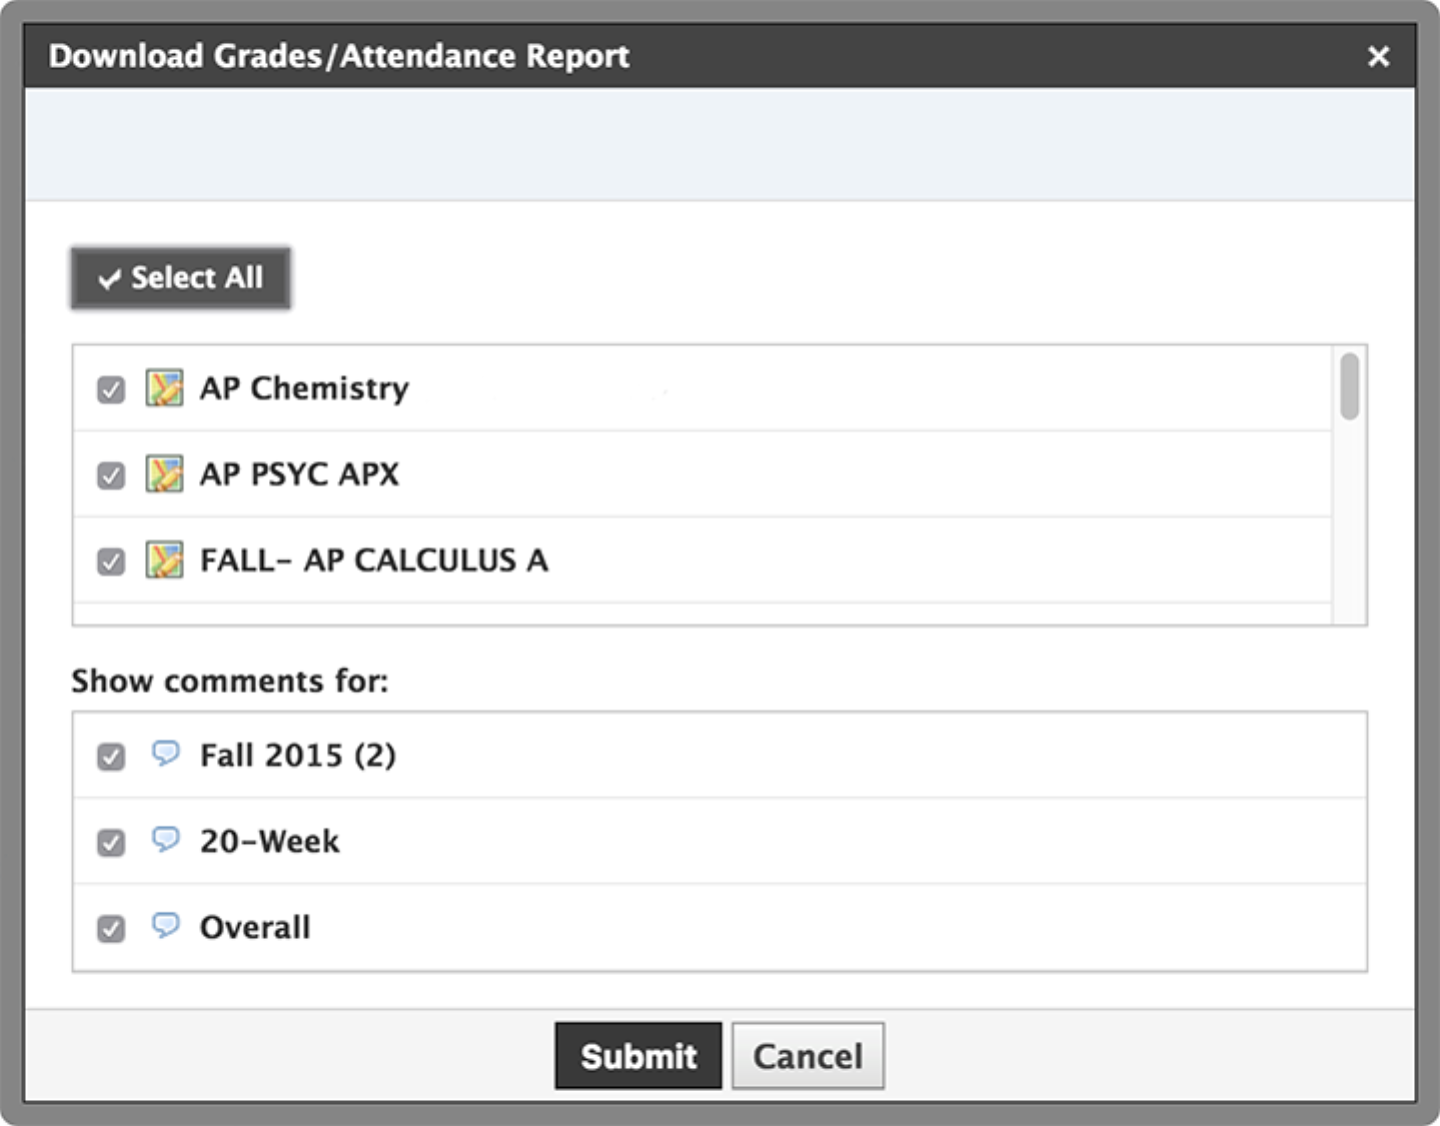 Download Grades/Attendance Report
Select All
AP Chemistry
AP PSYC APX
FALL- AP CALCULUS A
Show comments for:
Fall 2015 (2)
20-Week
Overall
Submit
Cancel